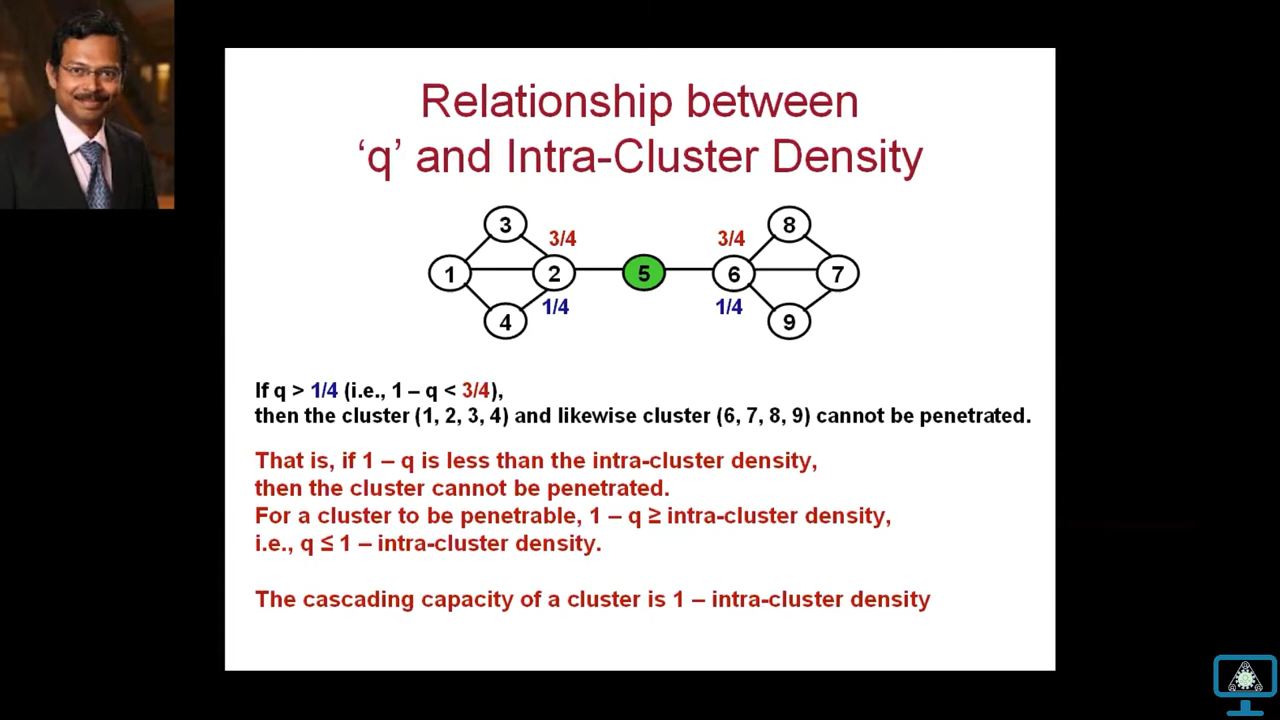 Relationship between
‘q’ and Intra-Cluster Density
3
8
3/4
3/4
1
2
5
6
7
1/4
1/4
4
9
If q > 1/4 (i.e., 1 – q < 3/4),
then the cluster (1, 2, 3, 4) and likewise cluster (6, 7, 8, 9) cannot be penetrated.
That is, if 1 – q is less than the intra-cluster density,
then the cluster cannot be penetrated.
For a cluster to be penetrable, 1 – q ≥ intra-cluster density,
i.e., q ≤ 1 – intra-cluster density.
The cascading capacity of a cluster is 1 – intra-cluster density